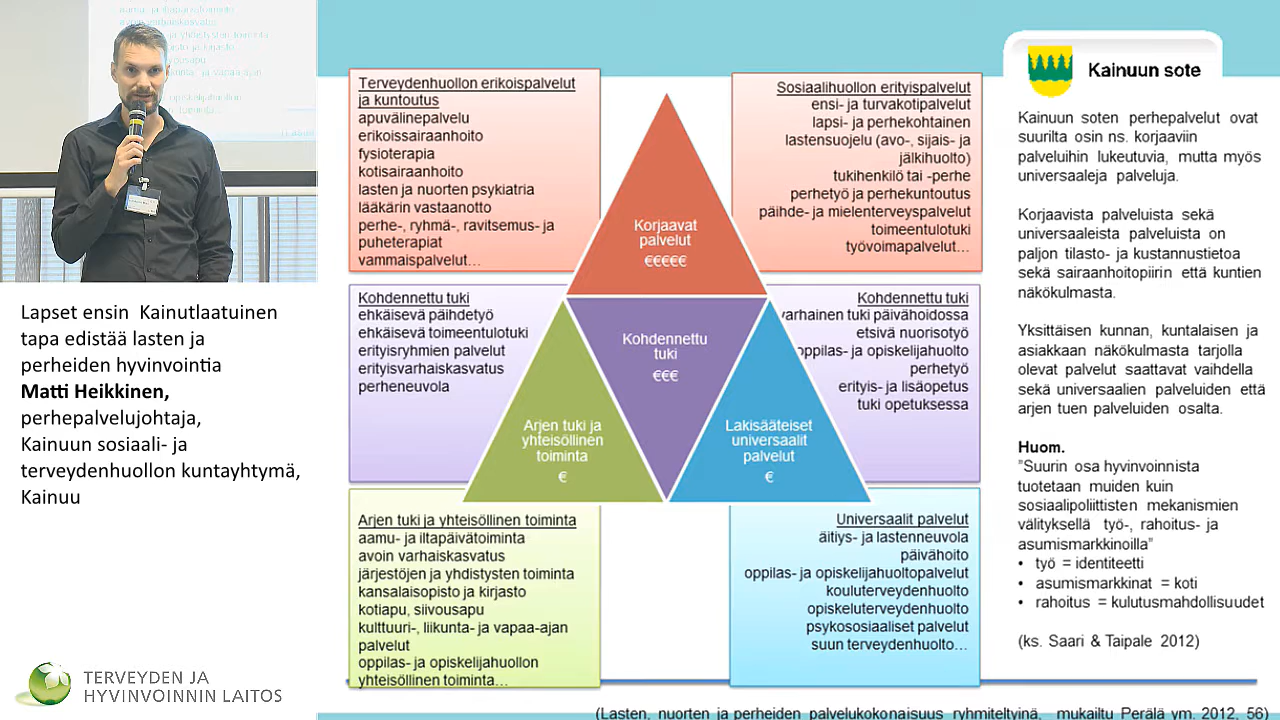 Lapset ensin Kainutlaatuinen
tapa edistää lasten ja
perheiden hyvinvointia
Matti Heikkinen,
perhepalvelujohtaja,
Kainuun sosiaali- ja
terveydenhuollon kuntayhtymä,
Kainuu
TERVEYDEN JA
HYVINVOINNIN LAITOS
Terveydenhuollon erikoispalvelut
ja kuntoutus
apuvälinepalvelu
erikoissairaanhoito
fysioterapia
kotisairaanhoito
lasten ja nuorten psykiatria
lääkärin vastaanotto
perhe-, ryhmä-, ravitsemus- ja
puheterapiat
vammaispalvelut…
Sosiaalihuollon erityispalvelut
ensi- ja turvakotipalvelut
lapsi- ja perhekohtainen
lastensuojelu (avo-, sijais- ja
jälkihuolto)
tukihenkilö tai -perhe
perhetyö ja perhekuntoutus
päihde- ja mielenterveyspalvelut
toimeentulotuki
työvoimapalvelut…
Korjaavat
palvelut
€€€€€
Kohdennettu tuki
ehkäisevä päihdetyö
ehkäisevä toimeentulotuki
erityisryhmien palvelut
erityisvarhaiskasvatus
perheneuvola
Kohdennettu
tuki
€€€
Kohdennettu tuki
varhainen tuki päivähoidossa
etsivä nuorisotyö
oppilas- ja opiskelijahuolto
perhetyö
erityis- ja lisäopetus
tuki opetuksessa
Arjen tuki ja
yhteisöllinen
toiminta
€
Lakisääteiset
universaalit
palvelut
€
Arjen tuki ja yhteisöllinen toiminta
aamu- ja iltapäivätoiminta
avoin varhaiskasvatus
järjestöjen ja yhdistysten toiminta
kansalaisopisto ja kirjasto
kotiapu, siivousapu
kulttuuri-, liikunta- ja vapaa-ajan
palvelut
oppilas- ja opiskelijahuollon
yhteisöllinen toiminta…
Universaalit palvelut
äitiys- ja lastenneuvola
päivähoito
oppilas- ja opiskelijahuoltopalvelut
kouluterveydenhuolto
opiskeluterveydenhuolto
psykososiaaliset palvelut
suun terveydenhuolto…
Kainuun sote
Kainuun soten perhepalvelut ovat
suurilta osin ns. korjaaviin
palveluihin lukeutuvia, mutta myös
universaaleja palveluja.
Korjaavista palveluista sekä
universaaleista palveluista on
paljon tilasto- ja kustannustietoa
sekä sairaanhoitopiirin että kuntien
näkökulmasta.
Yksittäisen kunnan, kuntalaisen ja
asiakkaan näkökulmasta tarjolla
olevat palvelut saattavat vaihdella
sekä universaalien palveluiden että
arjen tuen palveluiden osalta.
Huom.
”Suurin osa hyvinvoinnista
tuotetaan muiden kuin
sosiaalipoliittisten mekanismien
välityksellä työ-, rahoitus- ja
asumismarkkinoilla”
• työ = identiteetti
• asumismarkkinat = koti
• rahoitus = kulutusmahdollisuudet
(ks. Saari & Taipale 2012)
(Lasten, nuorten ja perheiden palvelukokonaisuus ryhmiteltyinä, mukailtu Perälä ym. 2012, 56)